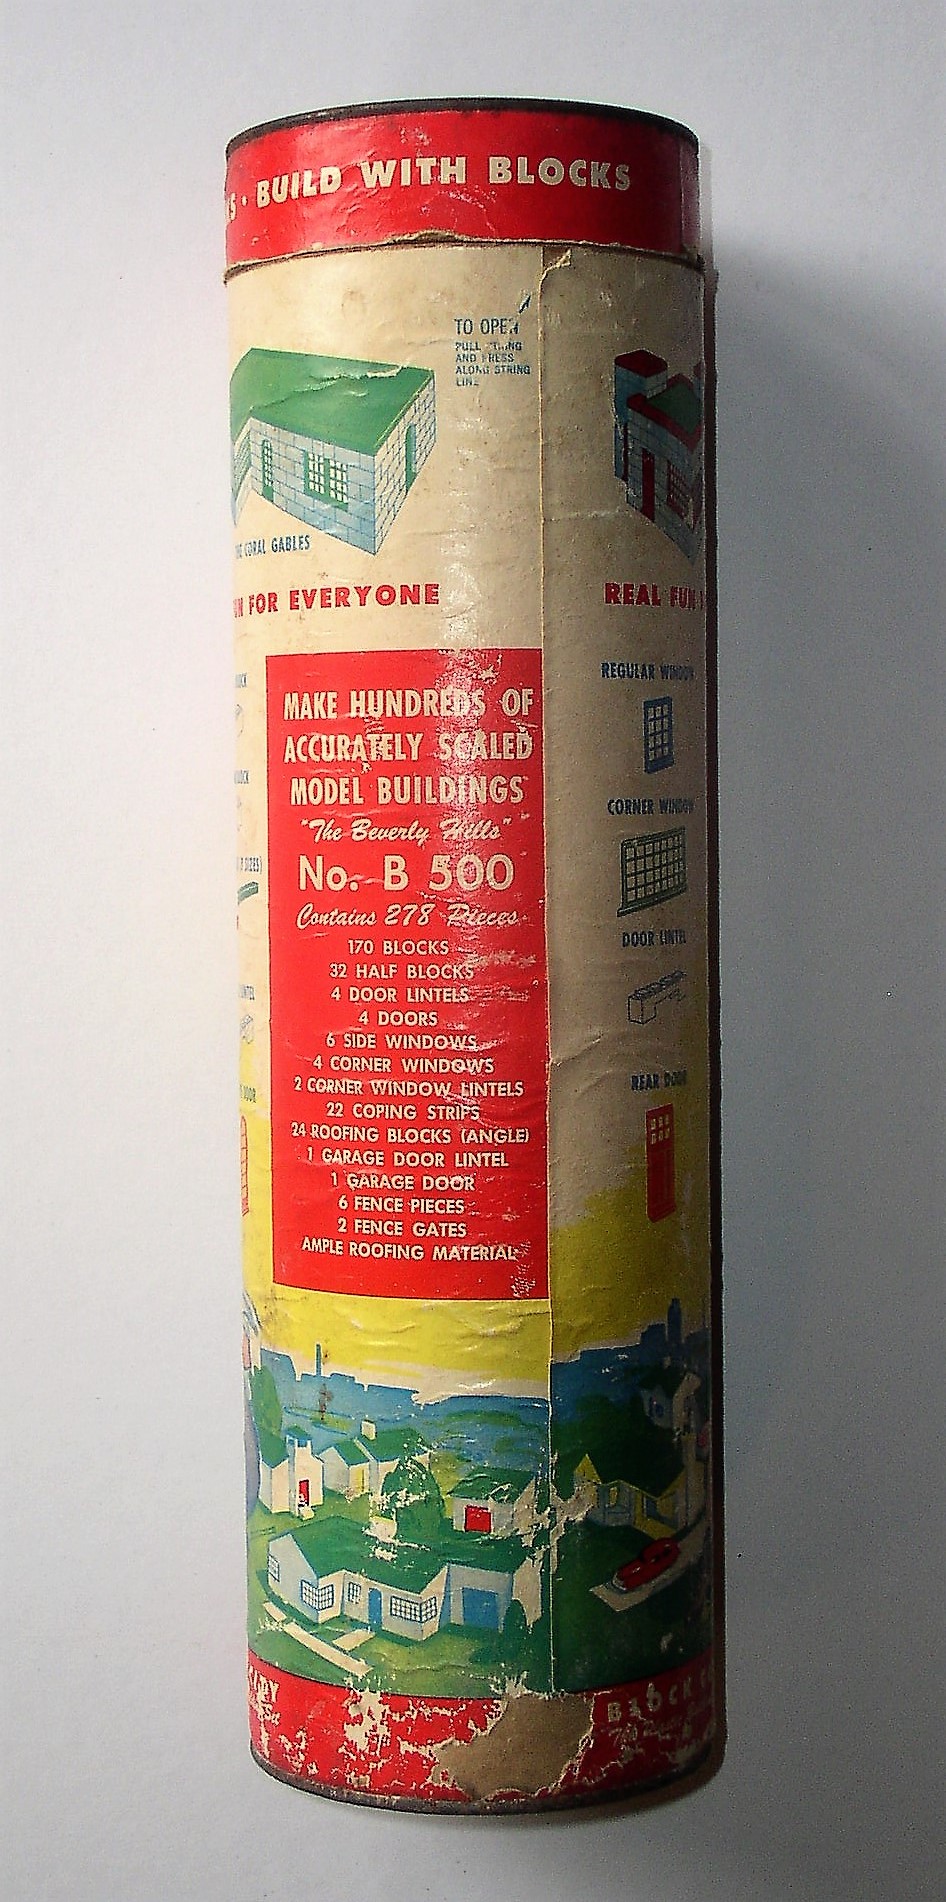 S · BUILD WITH BLOCKS
TO OPEN
PULL STRING
AND PRESS
ALONG STRING
LINE
CORAL GABLES
FOR EVERYONE
REAL FUN
MAKE HUNDREDS OF
ACCURATELY SCALED
MODEL BUILDINGS
"The Beverly Hills"
No. B 500
Contains 278 Pieces
170 BLOCKS
32 HALF BLOCKS
4 DOOR LINTELS
4 DOORS
6 SIDE WINDOWS
4 CORNER WINDOWS
2 CORNER WINDOW LINTELS
22 COPING STRIPS
24 ROOFING BLOCKS (ANGLE)
1 GARAGE DOOR LINTEL
1 GARAGE DOOR
6 FENCE PIECES
2 FENCE GATES
AMPLE ROOFING MATERIAL
REGULAR WINDOW
CORNER WINDOW
DOOR LINTEL
REAR DOOR
SIZES)
DOOR
BLOCK